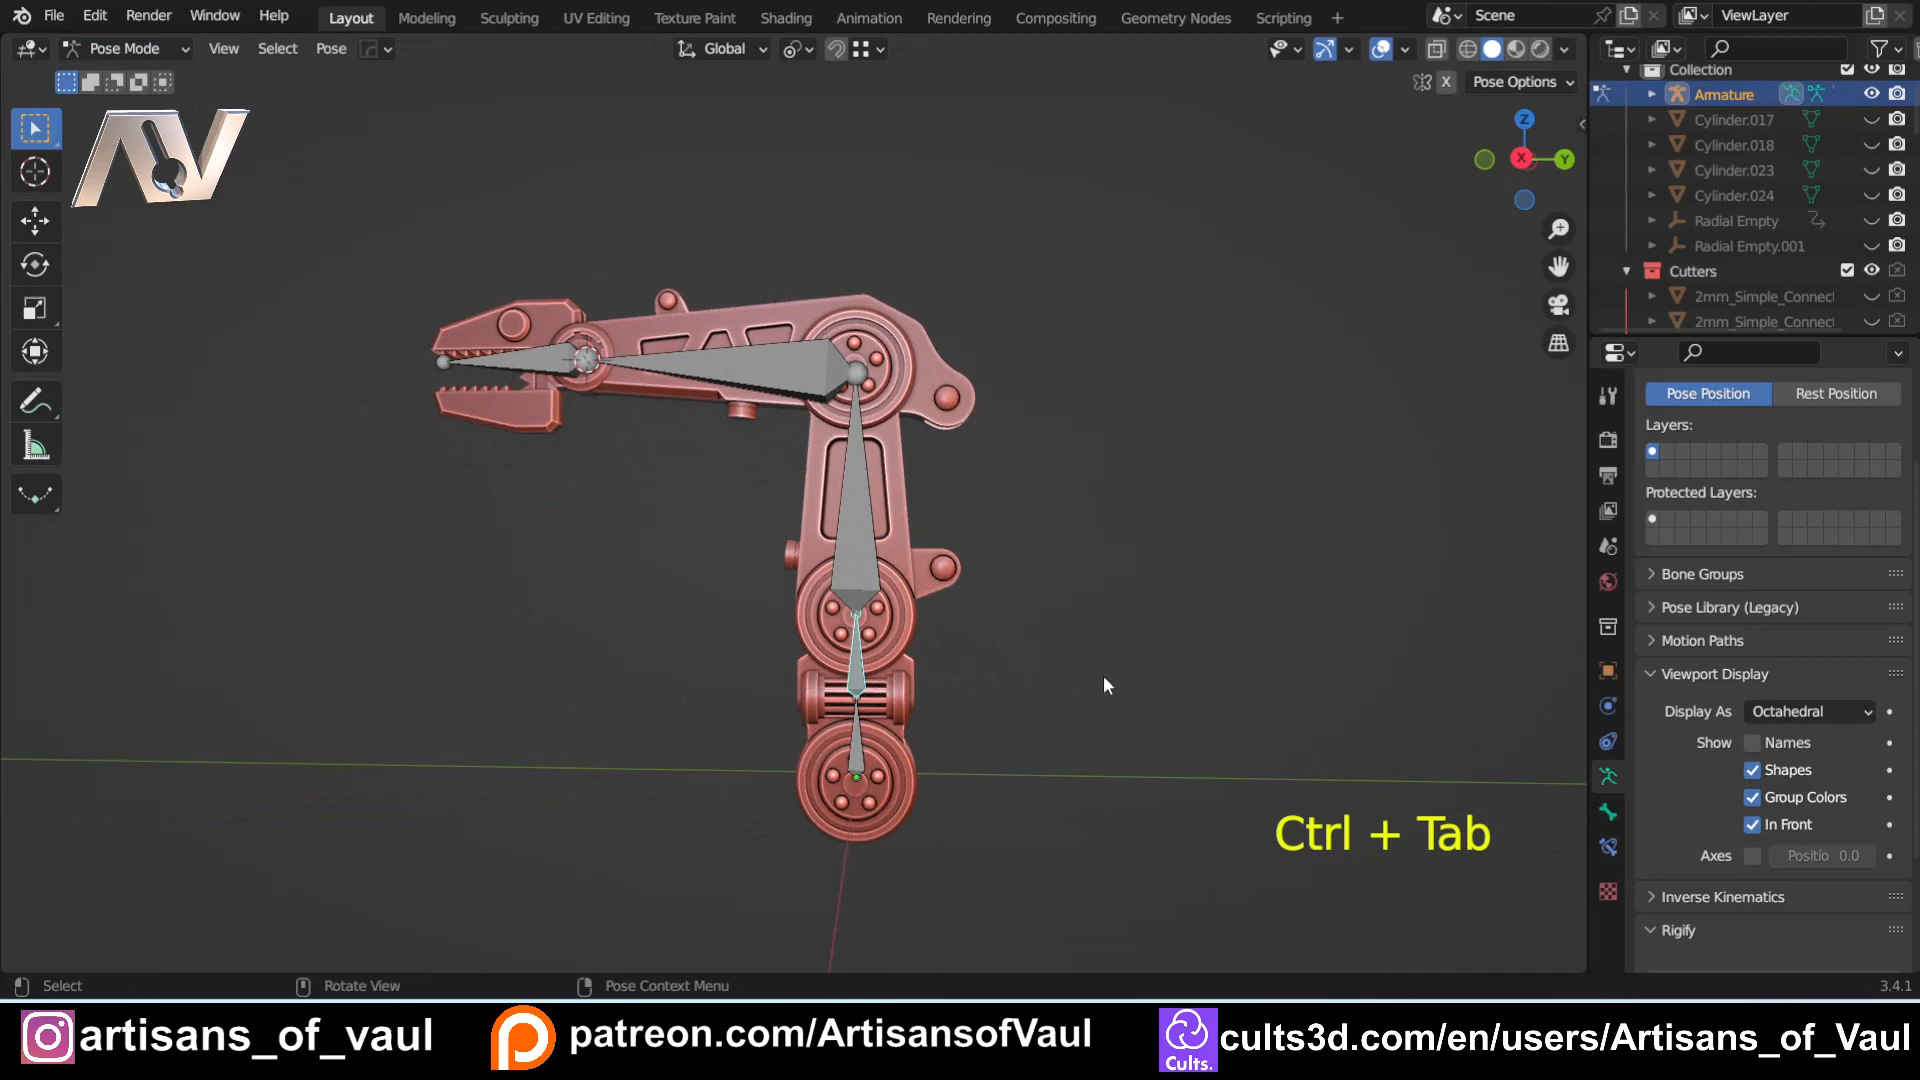 File Edit Render Window Help Layout Modeling Sculpting UV Editing Texture Paint Shading Animation Rendering Compositing Geometry Nodes Scripting Scene ViewLayer
Pose Mode View Select Pose Global
X Pose Options
Collection
Armature
Cylinder.017
Cylinder.018
Cylinder.023
Cylinder.024
Radial Empty
Radial Empty.001
Cutters
2mm_Simple_Connect
2mm_Simple_Connect
AV
Z
X
Y
Pose Position Rest Position
Layers:
Protected Layers:
Bone Groups
Pose Library (Legacy)
Motion Paths
Viewport Display
Display As Octahedral
Show Names
Shapes
Group Colors
In Front
Axes Positio 0.0
Inverse Kinematics
Rigify
Ctrl + Tab
Select Rotate View Pose Context Menu 3.4.1
artisans_of_vaul patreon.com/ArtisansofVaul Cults. cults3d.com/en/users/Artisans_of_Vaul